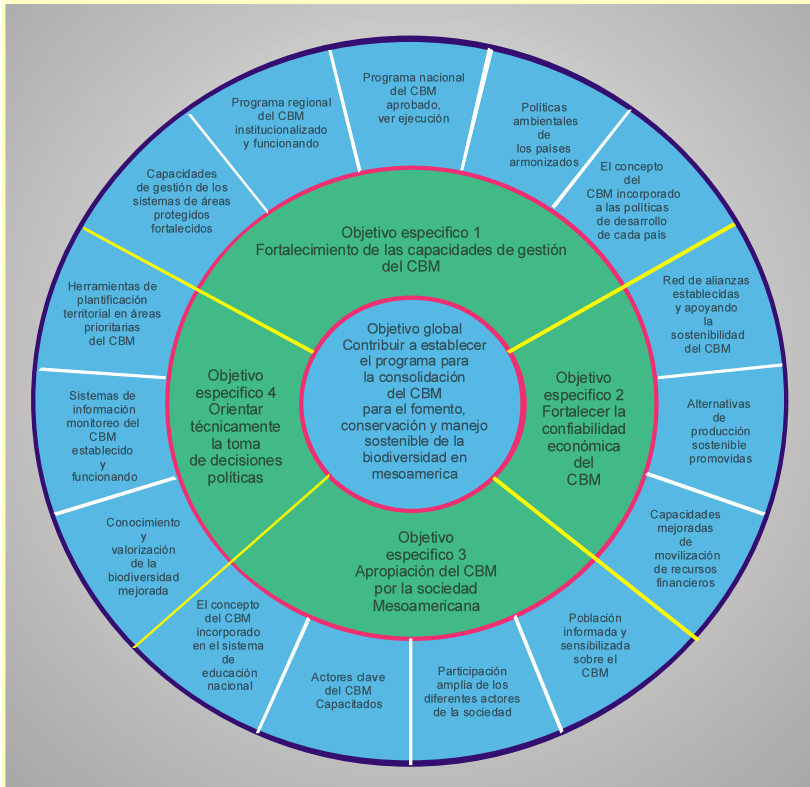 Programa nacional
del CBM
aprobado,
ver ejecución
Politicas
ambientales
de
los países
armonizados
El concepto
del
CBM incorporado
a las politicas
de desarrollo
de cada país
Red de alianzas
establecidas
y apoyando
la
sostenibilidad
del CBM
Alternativas
de
producción
sostenible
promovidas
Capacidades
mejoradas
de
movilización
de recursos
financieros
Población
informada y
sensibilizada
sobre el
CBM
Participación
amplia de los
diferentes actores
de la sociedad
Actores clave
del CBM
Capacitados
El concepto
del CBM
incorporado
en el sistema
de
educación
nacional
Conocimiento
y
valorización
de la
biodiversidad
mejorada
Sistemas de
información
monitoreo del
CBM
establecido
y
funcionando
Herramientas de
plantificación
territorial en áreas
prioritarias
del CBM
Capacidades
de gestión de los
sistemas de áreas
protegidos
fortalecidos
Programa regional
del CBM
institucionalizado
y funcionando
Objetivo especifico 1
Fortalecimiento de las capacidades de gestión
del CBM
Objetivo
especifico 2
Fortalecer la
confiabilidad
económica
del
CBM
Objetivo
especifico 3
Apropiación del CBM
por la sociedad
Mesoamericana
Objetivo
especifico 4
Orientar
técnicamente
la toma
de decisiones
políticas
Objetivo global
Contribuir a establecer
el programa para
la consolidación
del CBM
para el fomento,
conservación y manejo
sostenible de la
biodiversidad en
mesoamerica